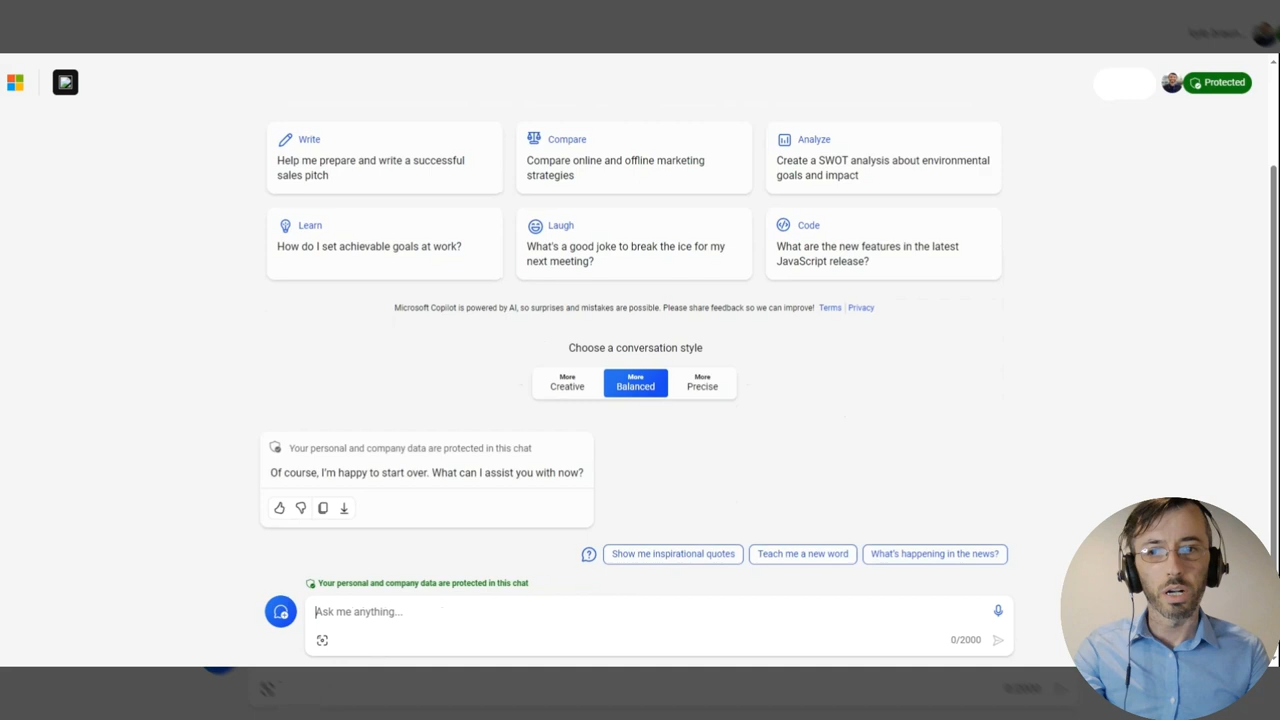 Protected
Write
Help me prepare and write a successful
sales pitch
Compare
Compare online and offline marketing
strategies
Analyze
Create a SWOT analysis about environmental
goals and impact
Learn
How do I set achievable goals at work?
Laugh
What's a good joke to break the ice for my
next meeting?
Code
What are the new features in the latest
JavaScript release?
Microsoft Copilot is powered by AI, so surprises and mistakes are possible. Please share feedback so we can improve! Terms Privacy
Choose a conversation style
More
Creative
More
Balanced
More
Precise
Your personal and company data are protected in this chat
Of course, I'm happy to start over. What can I assist you with now?
Show me inspirational quotes
Teach me a new word
What's happening in the news?
Your personal and company data are protected in this chat
Ask me anything...
0/2000